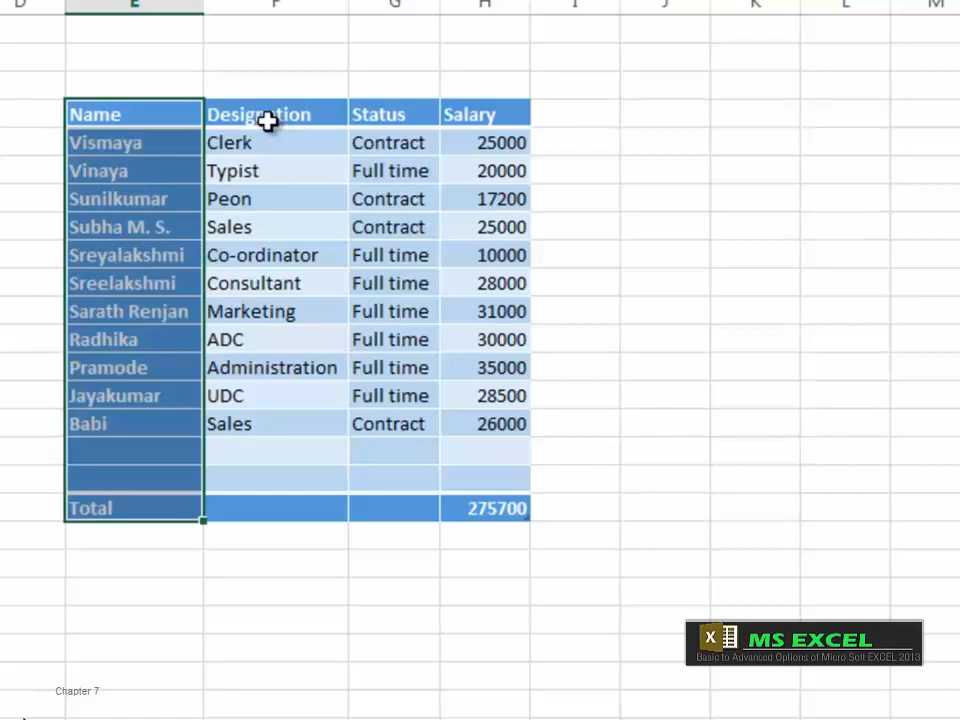 D E F G H I J K L M
Name Designation Status Salary
Vismaya Clerk Contract 25000
Vinaya Typist Full time 20000
Sunilkumar Peon Contract 17200
Subha M. S. Sales Contract 25000
Sreyalakshmi Co-ordinator Full time 10000
Sreelakshmi Consultant Full time 28000
Sarath Renjan Marketing Full time 31000
Radhika ADC Full time 30000
Pramode Administration Full time 35000
Jayakumar UDC Full time 28500
Babi Sales Contract 26000
Total 275700
X MS EXCEL
Basic to Advanced Options of Micro Soft EXCEL 2013
Chapter 7